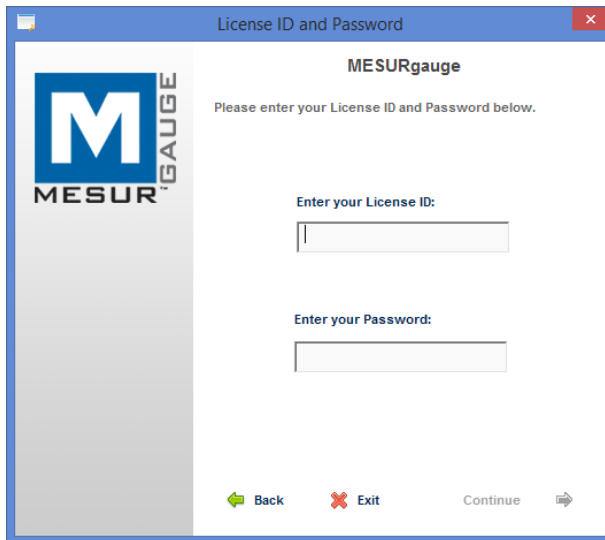 License ID and Password
MESUR™
GAUGE
MESURgauge
Please enter your License ID and Password below.
Enter your License ID:
Enter your Password:
Back Exit Continue